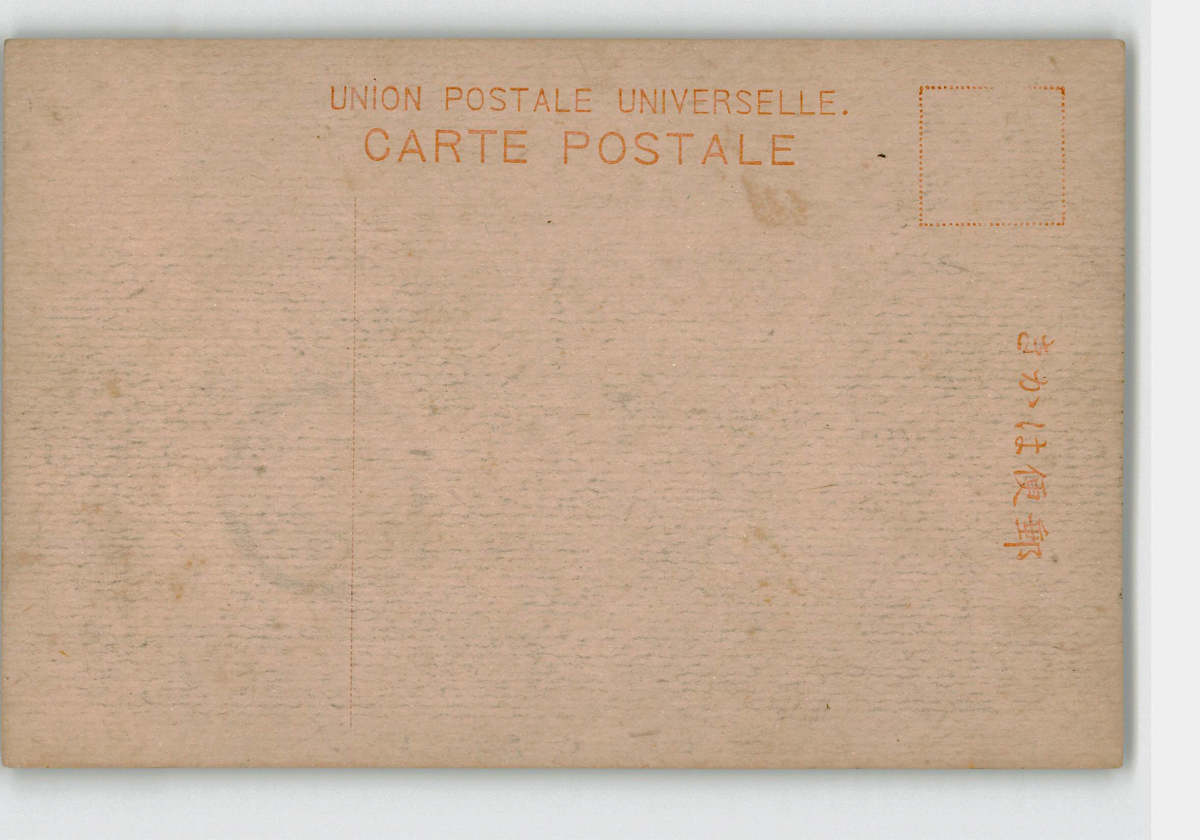 UNION POSTALE UNIVERSELLE.
CARTE POSTALE
郵便はかき